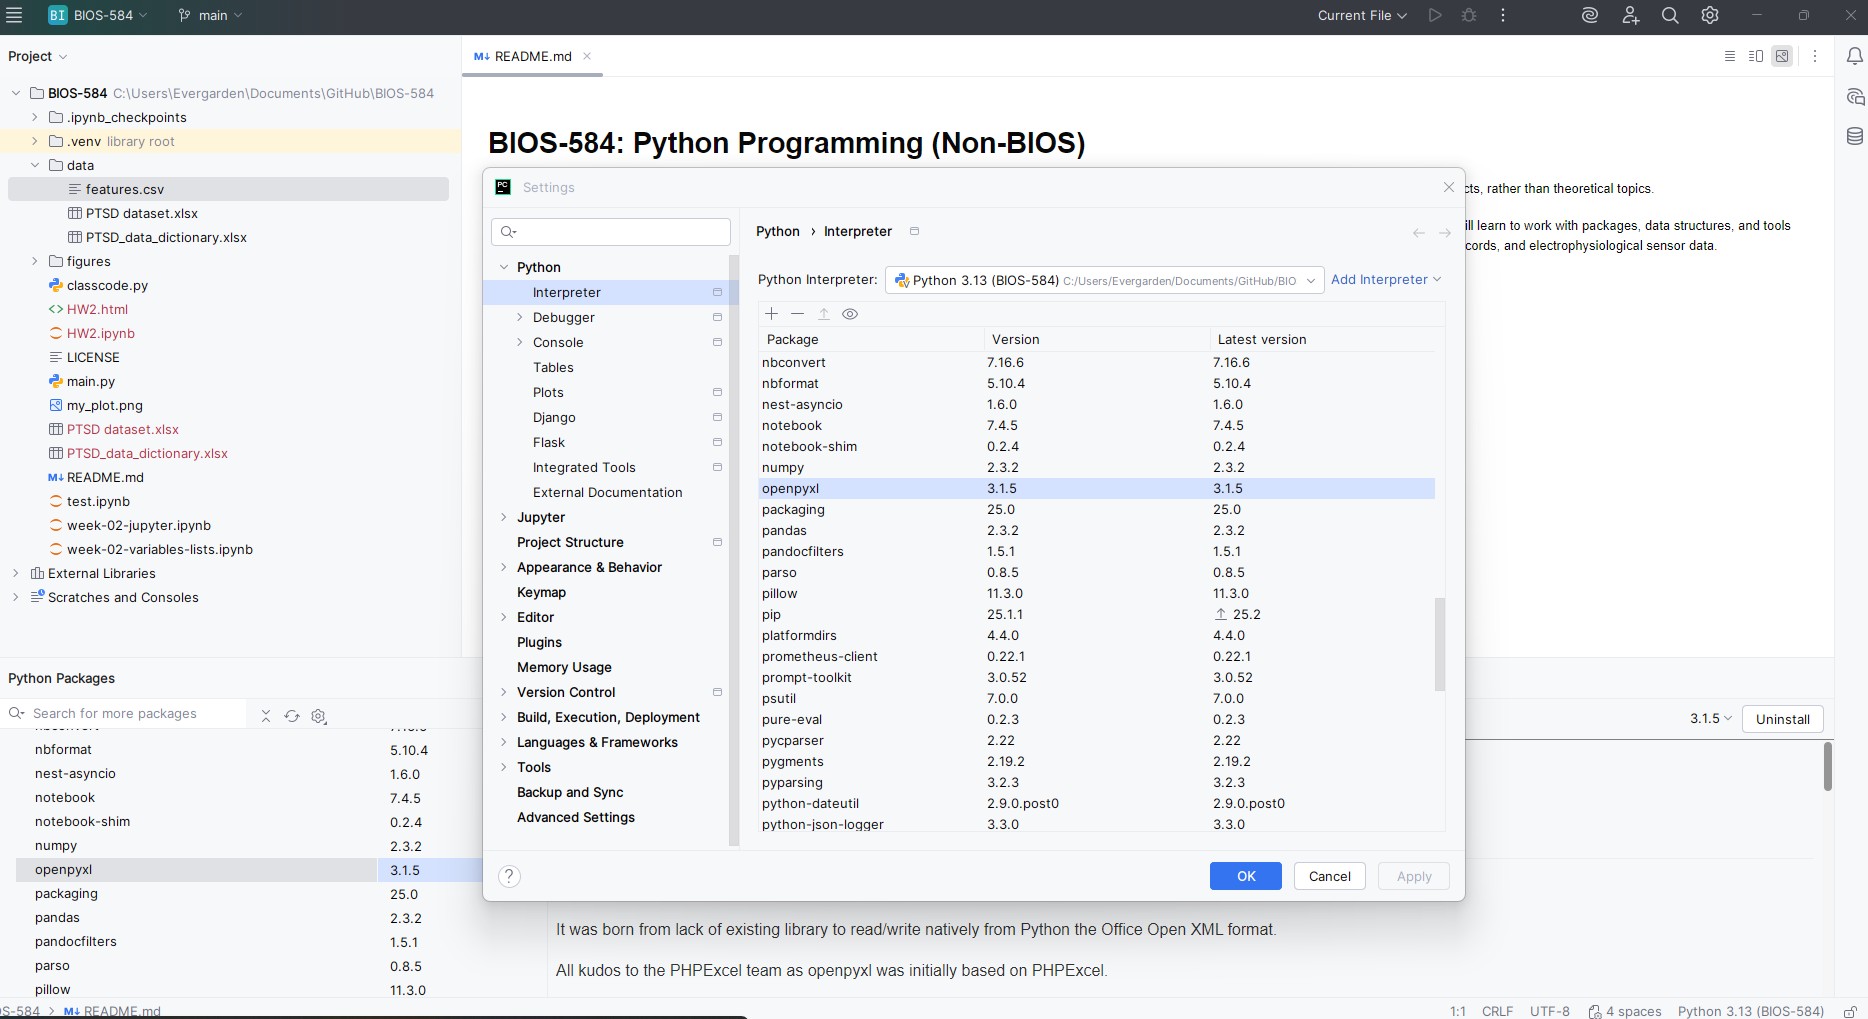 BI BIOS-584 main Current File
Project
M↓ README.md
BIOS-584 C:\Users\Evergarden\Documents\GitHub\BIOS-584
.ipynb_checkpoints
.venv library root
data
features.csv
PTSD dataset.xlsx
PTSD_data_dictionary.xlsx
figures
classcode.py
HW2.html
HW2.ipynb
LICENSE
main.py
my_plot.png
PTSD dataset.xlsx
PTSD_data_dictionary.xlsx
M↓ README.md
test.ipynb
week-02-jupyter.ipynb
week-02-variables-lists.ipynb
External Libraries
Scratches and Consoles
BIOS-584: Python Programming (Non-BIOS)
cts, rather than theoretical topics.
ill learn to work with packages, data structures, and tools
cords, and electrophysiological sensor data.
PC Settings
Python
Interpreter
Debugger
Console
Tables
Plots
Django
Flask
Integrated Tools
External Documentation
Jupyter
Project Structure
Appearance & Behavior
Keymap
Editor
Plugins
Memory Usage
Version Control
Build, Execution, Deployment
Languages & Frameworks
Tools
Backup and Sync
Advanced Settings
Python › Interpreter
Python Interpreter: Python 3.13 (BIOS-584) C:/Users/Evergarden/Documents/GitHub/BIO Add Interpreter
Package Version Latest version
nbconvert 7.16.6 7.16.6
nbformat 5.10.4 5.10.4
nest-asyncio 1.6.0 1.6.0
notebook 7.4.5 7.4.5
notebook-shim 0.2.4 0.2.4
numpy 2.3.2 2.3.2
openpyxl 3.1.5 3.1.5
packaging 25.0 25.0
pandas 2.3.2 2.3.2
pandocfilters 1.5.1 1.5.1
parso 0.8.5 0.8.5
pillow 11.3.0 11.3.0
pip 25.1.1 25.2
platformdirs 4.4.0 4.4.0
prometheus-client 0.22.1 0.22.1
prompt-toolkit 3.0.52 3.0.52
psutil 7.0.0 7.0.0
pure-eval 0.2.3 0.2.3
pycparser 2.22 2.22
pygments 2.19.2 2.19.2
pyparsing 3.2.3 3.2.3
python-dateutil 2.9.0.post0 2.9.0.post0
python-json-logger 3.3.0 3.3.0
? OK Cancel Apply
Python Packages
Search for more packages
nbformat 5.10.4
nest-asyncio 1.6.0
notebook 7.4.5
notebook-shim 0.2.4
numpy 2.3.2
openpyxl 3.1.5
packaging 25.0
pandas 2.3.2
pandocfilters 1.5.1
parso 0.8.5
pillow 11.3.0
3.1.5 Uninstall
It was born from lack of existing library to read/write natively from Python the Office Open XML format.
All kudos to the PHPExcel team as openpyxl was initially based on PHPExcel.
S-584 > M↓ README.md
1:1 CRLF UTF-8 4 spaces Python 3.13 (BIOS-584)